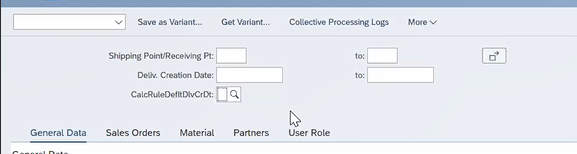 Save as Variant... Get Variant... Collective Processing Logs More
Shipping Point/Receiving Pt: to:
Deliv. Creation Date: to:
CalcRuleDefltDlvCrDt:
General Data Sales Orders Material Partners User Role
General Data